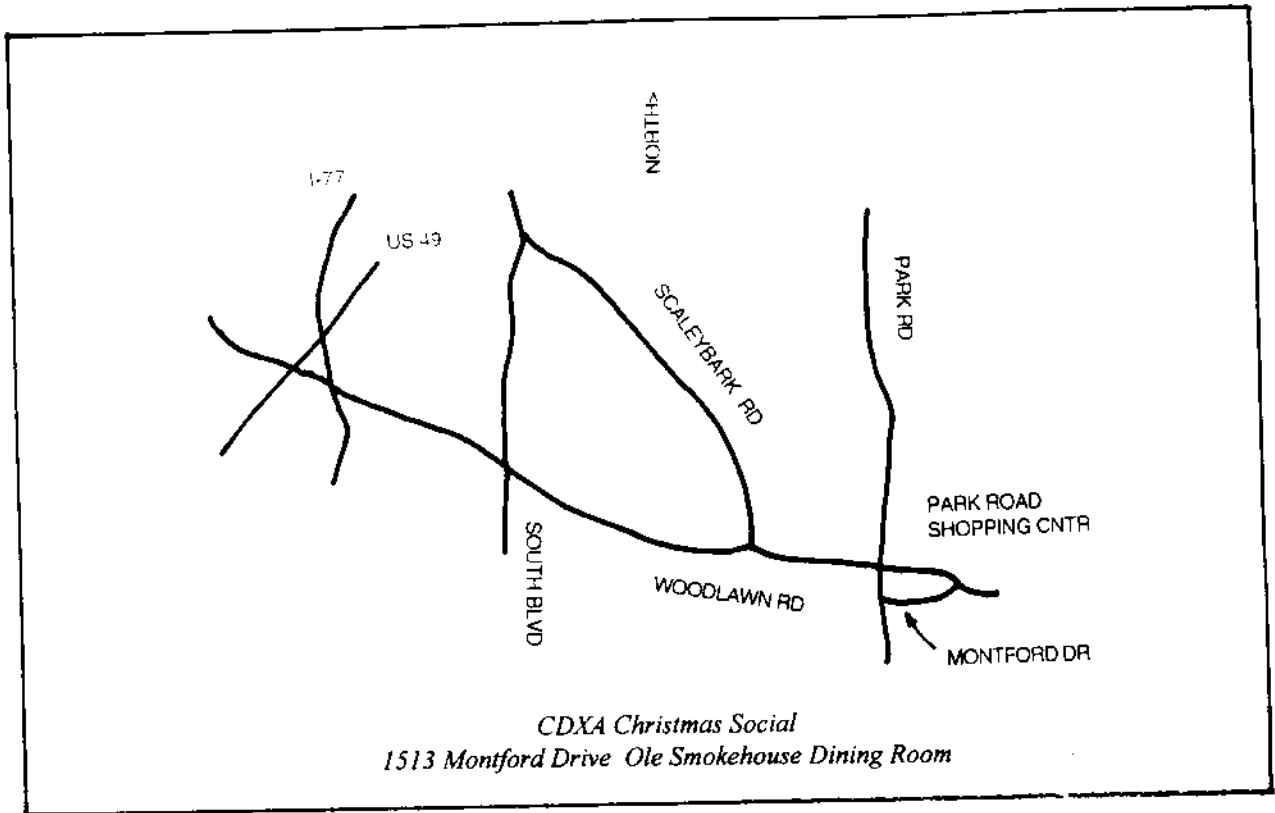 <NORTH
I-77
US 49
SCALEYBARK RD
PARK RD
PARK ROAD
SHOPPING CNTR
SOUTH BLVD
WOODLAWN RD
MONTFORD DR
CDXA Christmas Social
1513 Montford Drive Ole Smokehouse Dining Room